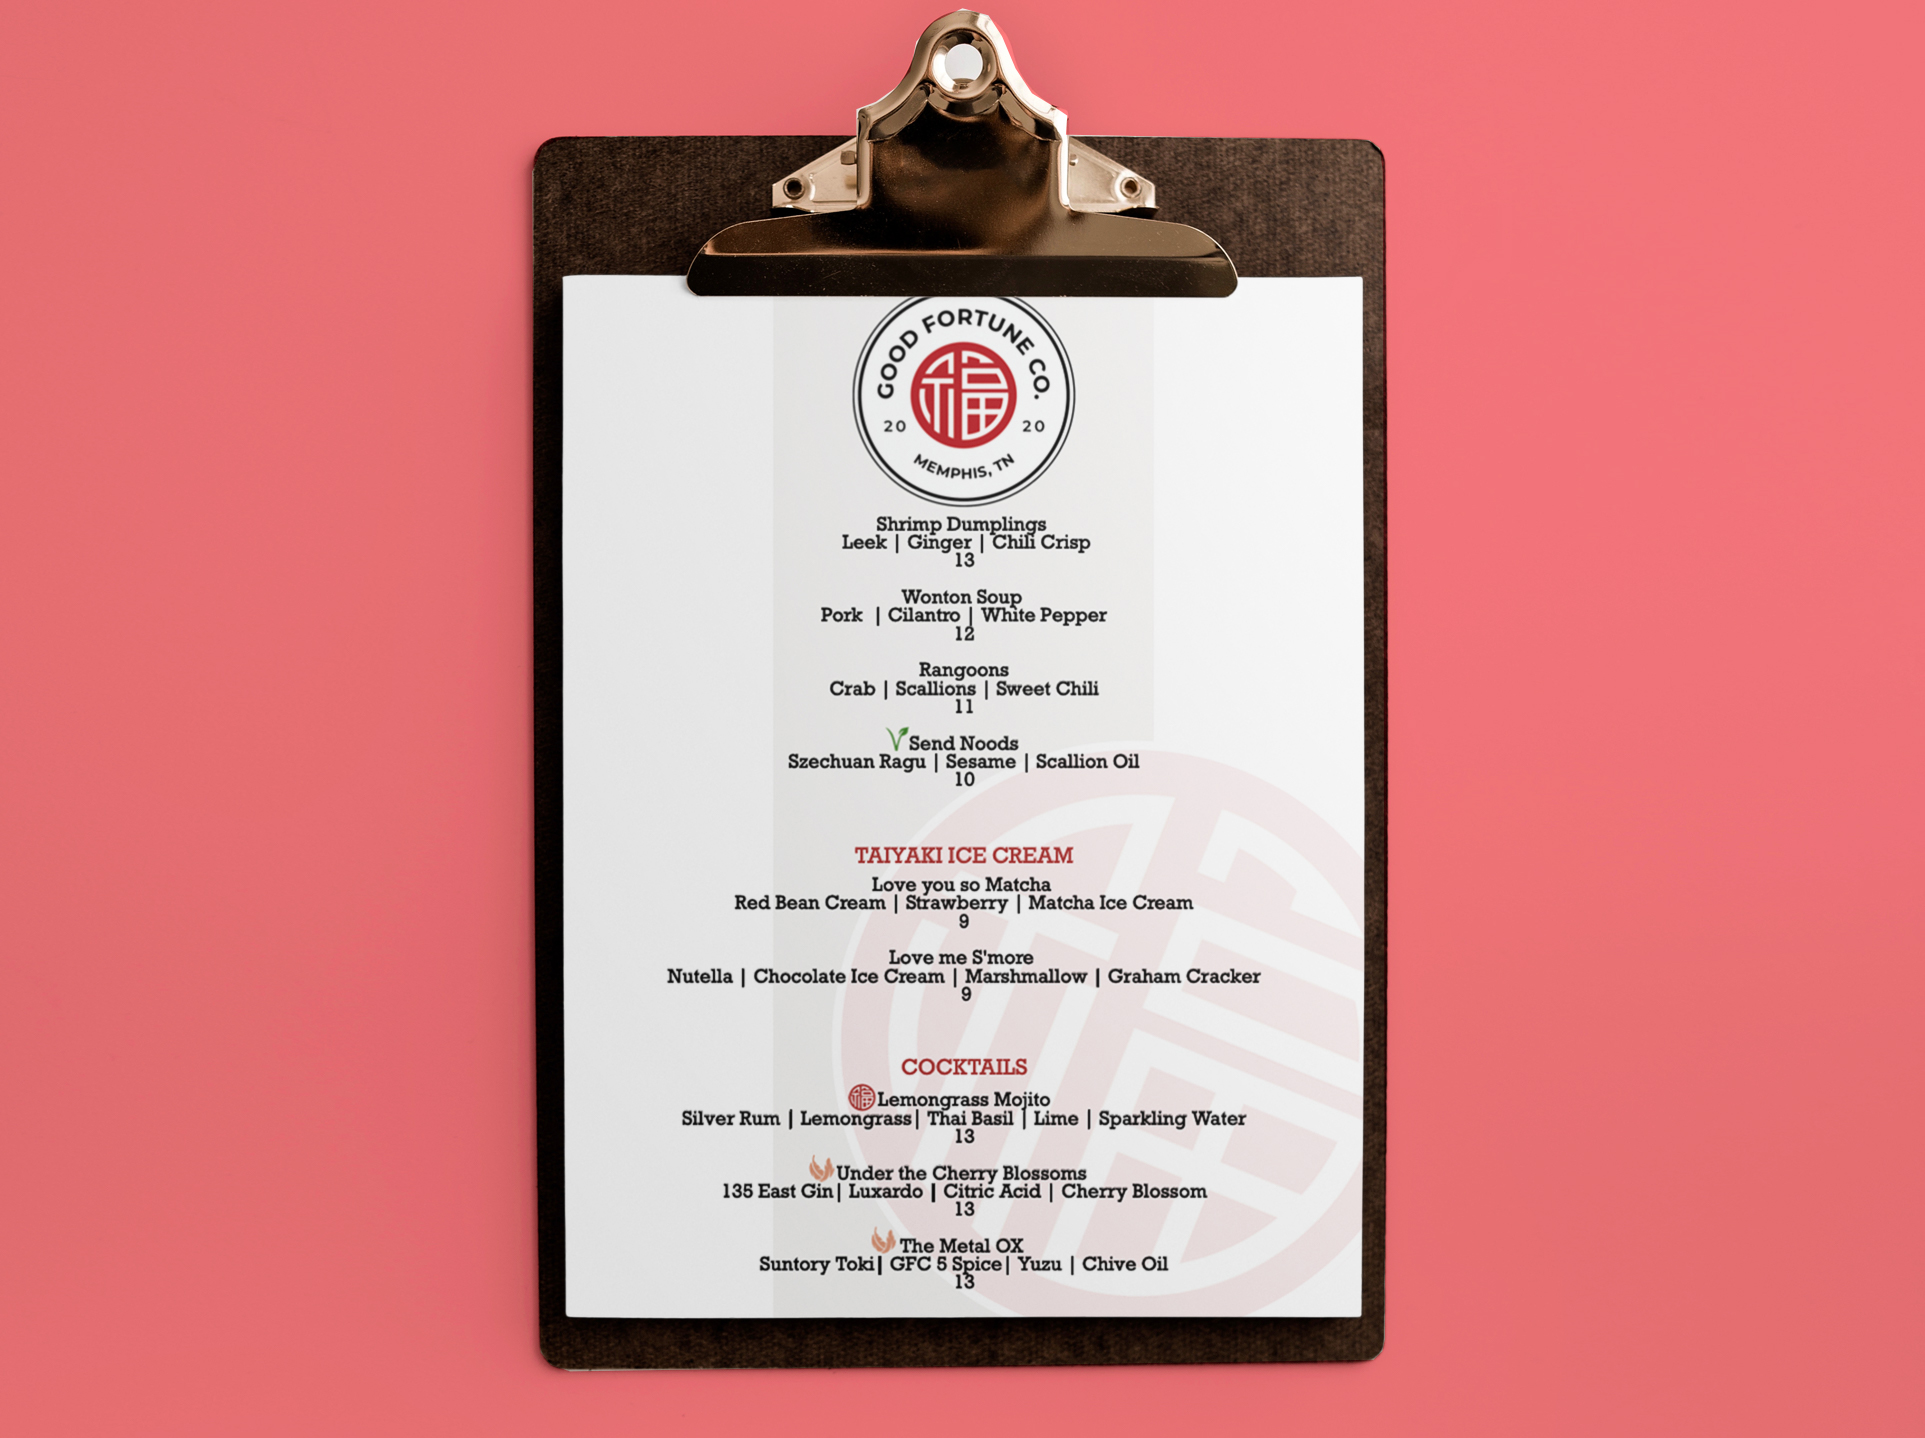 GOOD FORTUNE CO.
福
20 20
MEMPHIS, TN
Shrimp Dumplings
Leek | Ginger | Chili Crisp
13
Wonton Soup
Pork | Cilantro | White Pepper
12
Rangoons
Crab | Scallions | Sweet Chili
11
Send Noods
Szechuan Ragu | Sesame | Scallion Oil
10
TAIYAKI ICE CREAM
Love you so Matcha
Red Bean Cream | Strawberry | Matcha Ice Cream
9
Love me S'more
Nutella | Chocolate Ice Cream | Marshmallow | Graham Cracker
9
COCKTAILS
福 Lemongrass Mojito
Silver Rum | Lemongrass| Thai Basil | Lime | Sparkling Water
13
Under the Cherry Blossoms
135 East Gin| Luxardo | Citric Acid | Cherry Blossom
13
The Metal OX
Suntory Toki| GFC 5 Spice| Yuzu | Chive Oil
13